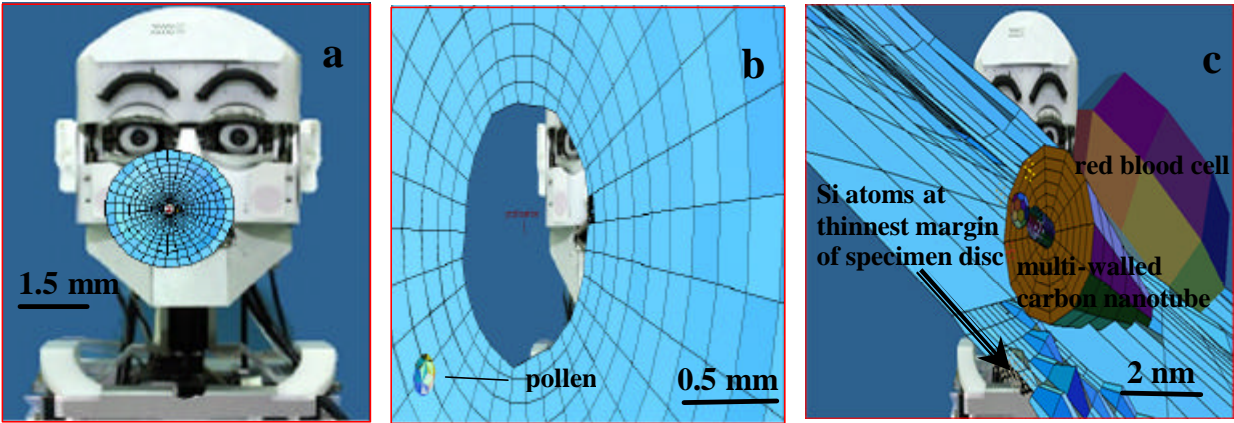 a
1.5 mm
b
pollen
0.5 mm
c
red blood cell
Si atoms at
thinnest margin
of specimen disc
multi-walled
carbon nanotube
2 nm